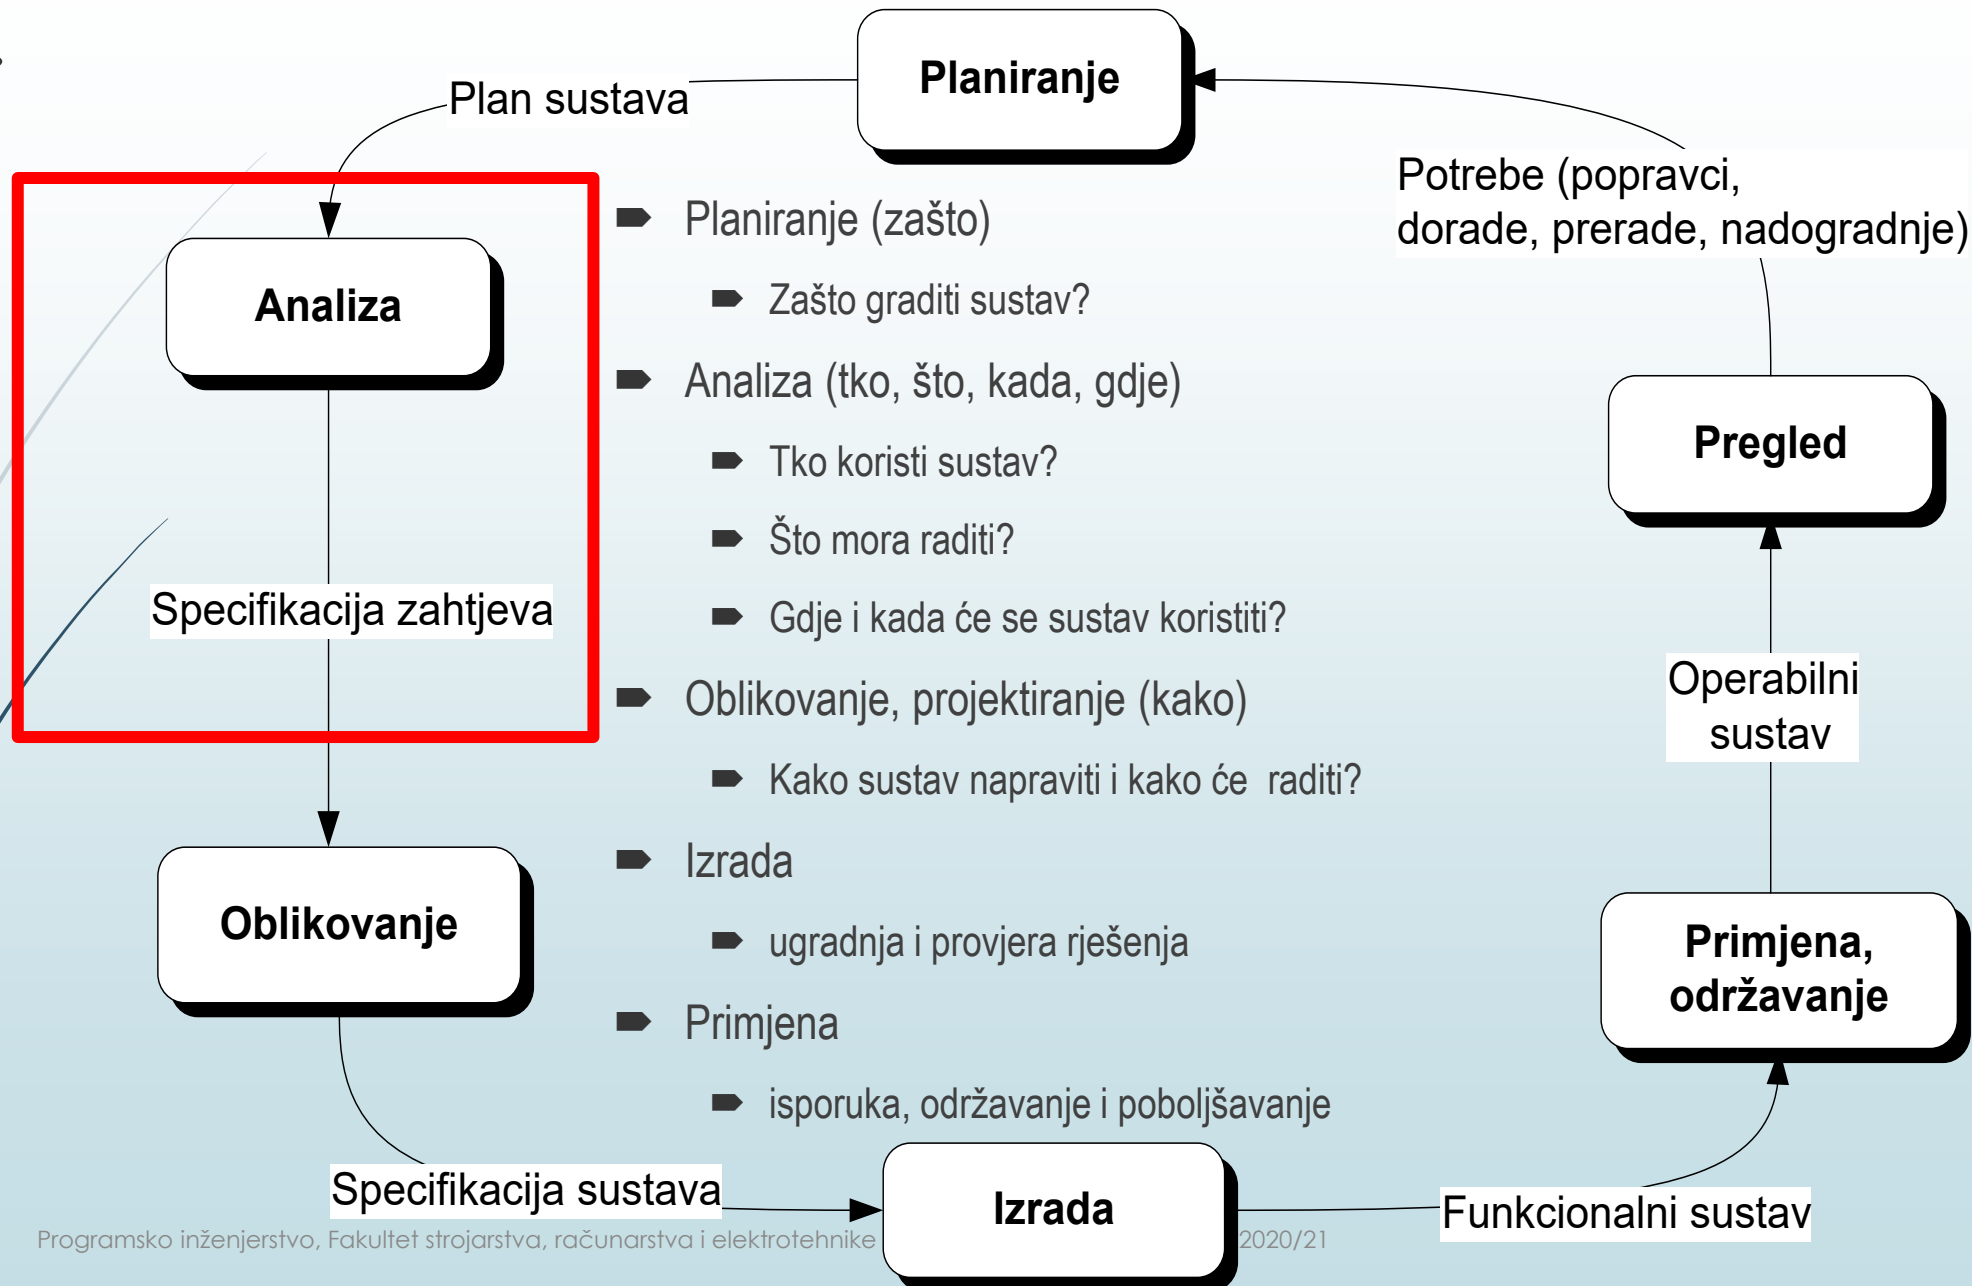 Planiranje
Plan sustava
Potrebe (popravci,
dorade, prerade, nadogradnje)
Analiza
Planiranje (zašto)
Zašto graditi sustav?
Analiza (tko, što, kada, gdje)
Tko koristi sustav?
Što mora raditi?
Gdje i kada će se sustav koristiti?
Oblikovanje, projektiranje (kako)
Kako sustav napraviti i kako će  raditi?
Izrada
ugradnja i provjera rješenja
Primjena
isporuka, održavanje i poboljšavanje
Pregled
Specifikacija zahtjeva
Operabilni
sustav
Oblikovanje
Primjena,
održavanje
Specifikacija sustava
Izrada
Funkcionalni sustav
Programsko inženjerstvo, Fakultet strojarstva, računarstva i elektrotehnike 2020/21